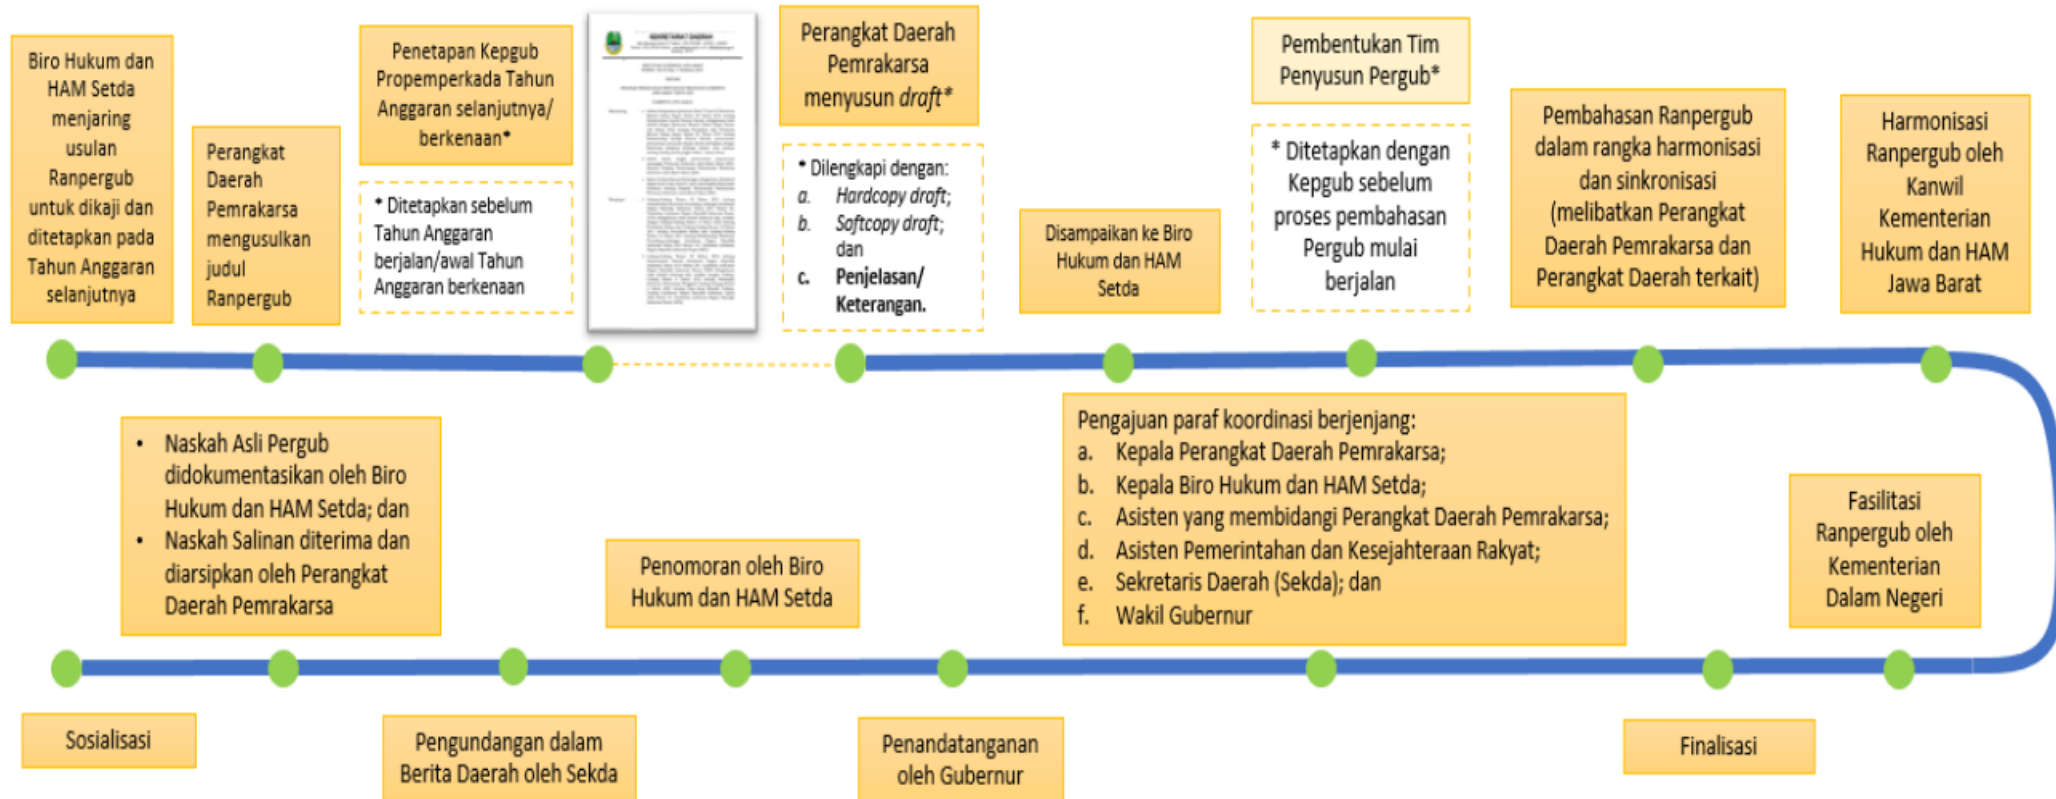 Biro Hukum dan
HAM Setda
menjaring
usulan
Ranpergub
untuk dikaji dan
ditetapkan pada
Tahun Anggaran
selanjutnya
Perangkat
Daerah
Pemrakarsa
mengusulkan
judul
Ranpergub
Penetapan Kepgub
Propemperkada Tahun
Anggaran selanjutnya/
berkenaan*
* Ditetapkan sebelum
Tahun Anggaran
berjalan/awal Tahun
Anggaran berkenaan
SEKRETARIAT DAERAH
Perangkat Daerah
Pemrakarsa
menyusun draft*
* Dilengkapi dengan:
a. Hardcopy draft;
b. Softcopy draft;
dan
c. Penjelasan/
Keterangan.
Disampaikan ke Biro
Hukum dan HAM
Setda
Pembentukan Tim
Penyusun Pergub*
* Ditetapkan dengan
Kepgub sebelum
proses pembahasan
Pergub mulai
berjalan
Pembahasan Ranpergub
dalam rangka harmonisasi
dan sinkronisasi
(melibatkan Perangkat
Daerah Pemrakarsa dan
Perangkat Daerah terkait)
Harmonisasi
Ranpergub oleh
Kanwil
Kementerian
Hukum dan HAM
Jawa Barat
Fasilitasi
Ranpergub oleh
Kementerian
Dalam Negeri
Finalisasi
Pengajuan paraf koordinasi berjenjang:
a. Kepala Perangkat Daerah Pemrakarsa;
b. Kepala Biro Hukum dan HAM Setda;
c. Asisten yang membidangi Perangkat Daerah Pemrakarsa;
d. Asisten Pemerintahan dan Kesejahteraan Rakyat;
e. Sekretaris Daerah (Sekda); dan
f. Wakil Gubernur
Penandatanganan
oleh Gubernur
Penomoran oleh Biro
Hukum dan HAM Setda
Pengundangan dalam
Berita Daerah oleh Sekda
• Naskah Asli Pergub
didokumentasikan oleh Biro
Hukum dan HAM Setda; dan
• Naskah Salinan diterima dan
diarsipkan oleh Perangkat
Daerah Pemrakarsa
Sosialisasi